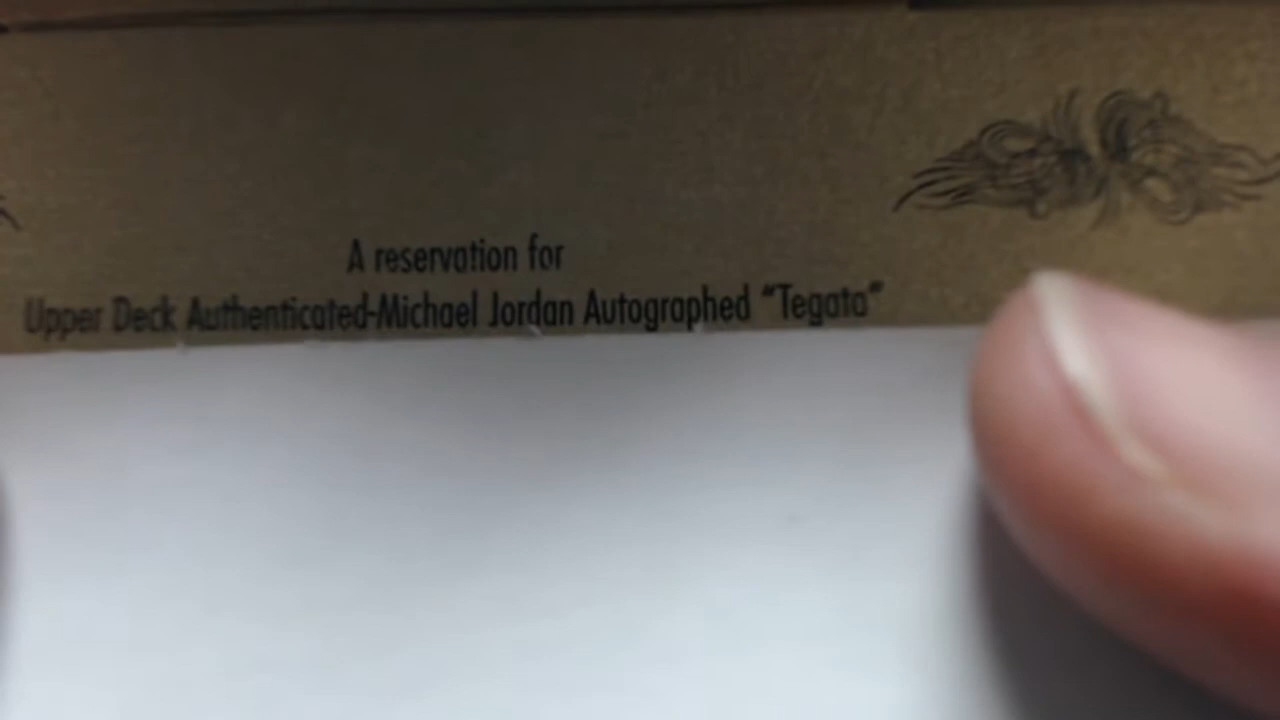 A reservation for
Upper Deck Authenticated-Michael Jordan Autographed “Tegata”